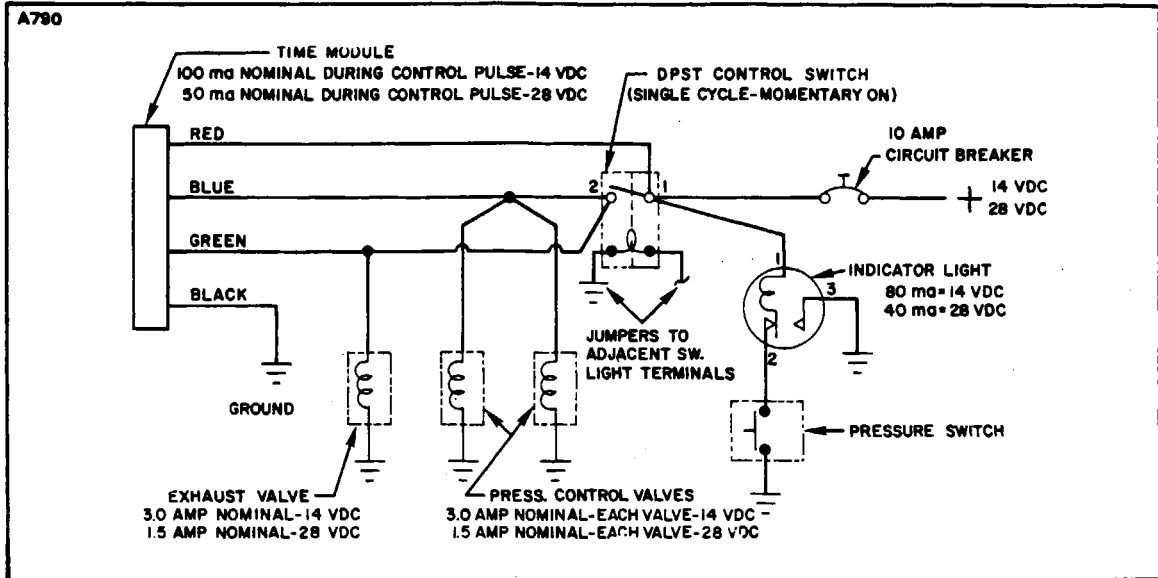 A790
TIME MODULE
100 ma NOMINAL DURING CONTROL PULSE-14 VDC
50 ma NOMINAL DURING CONTROL PULSE-28 VDC
DPST CONTROL SWITCH
(SINGLE CYCLE-MOMENTARY ON)
10 AMP
CIRCUIT BREAKER
RED
BLUE
2
1
+ 14 VDC
28 VDC
GREEN
1
INDICATOR LIGHT
80 ma=14 VDC
40 ma=28 VDC
3
BLACK
2
JUMPERS TO
ADJACENT SW.
LIGHT TERMINALS
GROUND
PRESSURE SWITCH
EXHAUST VALVE
3.0 AMP NOMINAL-14 VDC
1.5 AMP NOMINAL-28 VDC
PRESS. CONTROL VALVES
3.0 AMP NOMINAL-EACH VALVE-14 VDC
1.5 AMP NOMINAL-EACH VALVE-28 VDC